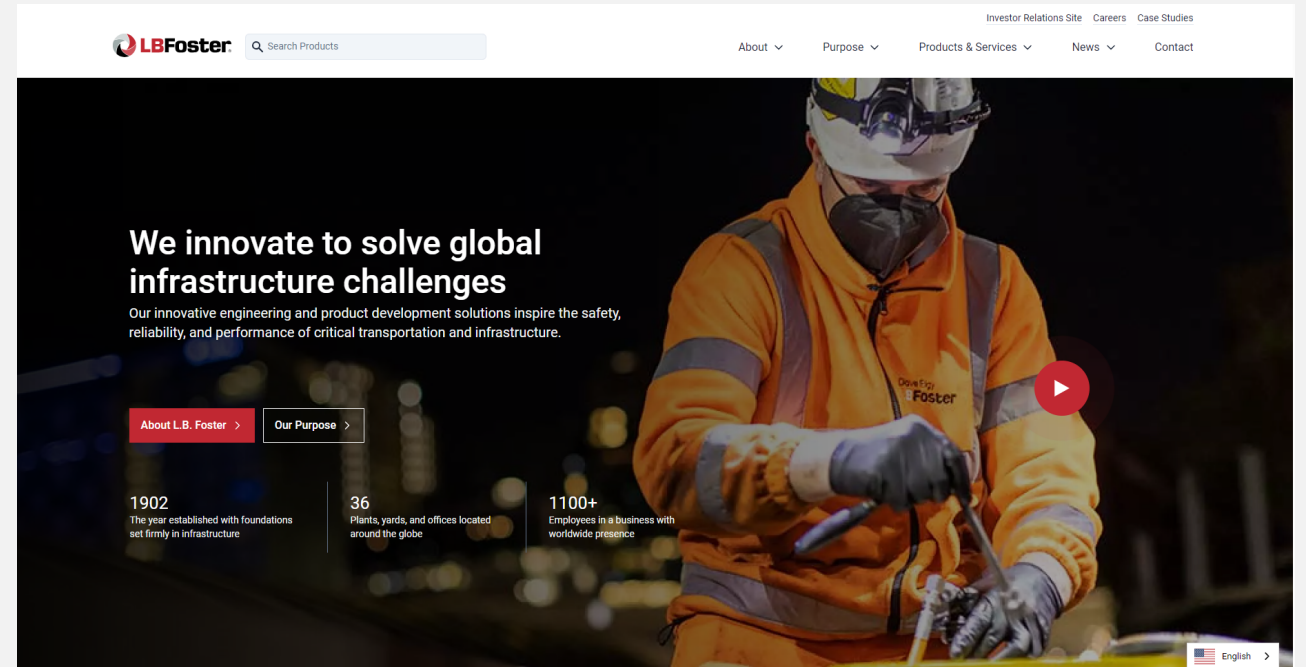 Investor Relations Site Careers Case Studies
LBFoster
Search Products
About
Purpose
Products & Services
News
Contact
We innovate to solve global
infrastructure challenges
Our innovative engineering and product development solutions inspire the safety,
reliability, and performance of critical transportation and infrastructure.
About L.B. Foster
Our Purpose
1902
The year established with foundations
set firmly in infrastructure
36
Plants, yards, and offices located
around the globe
1100+
Employees in a business with
worldwide presence
Foster
English